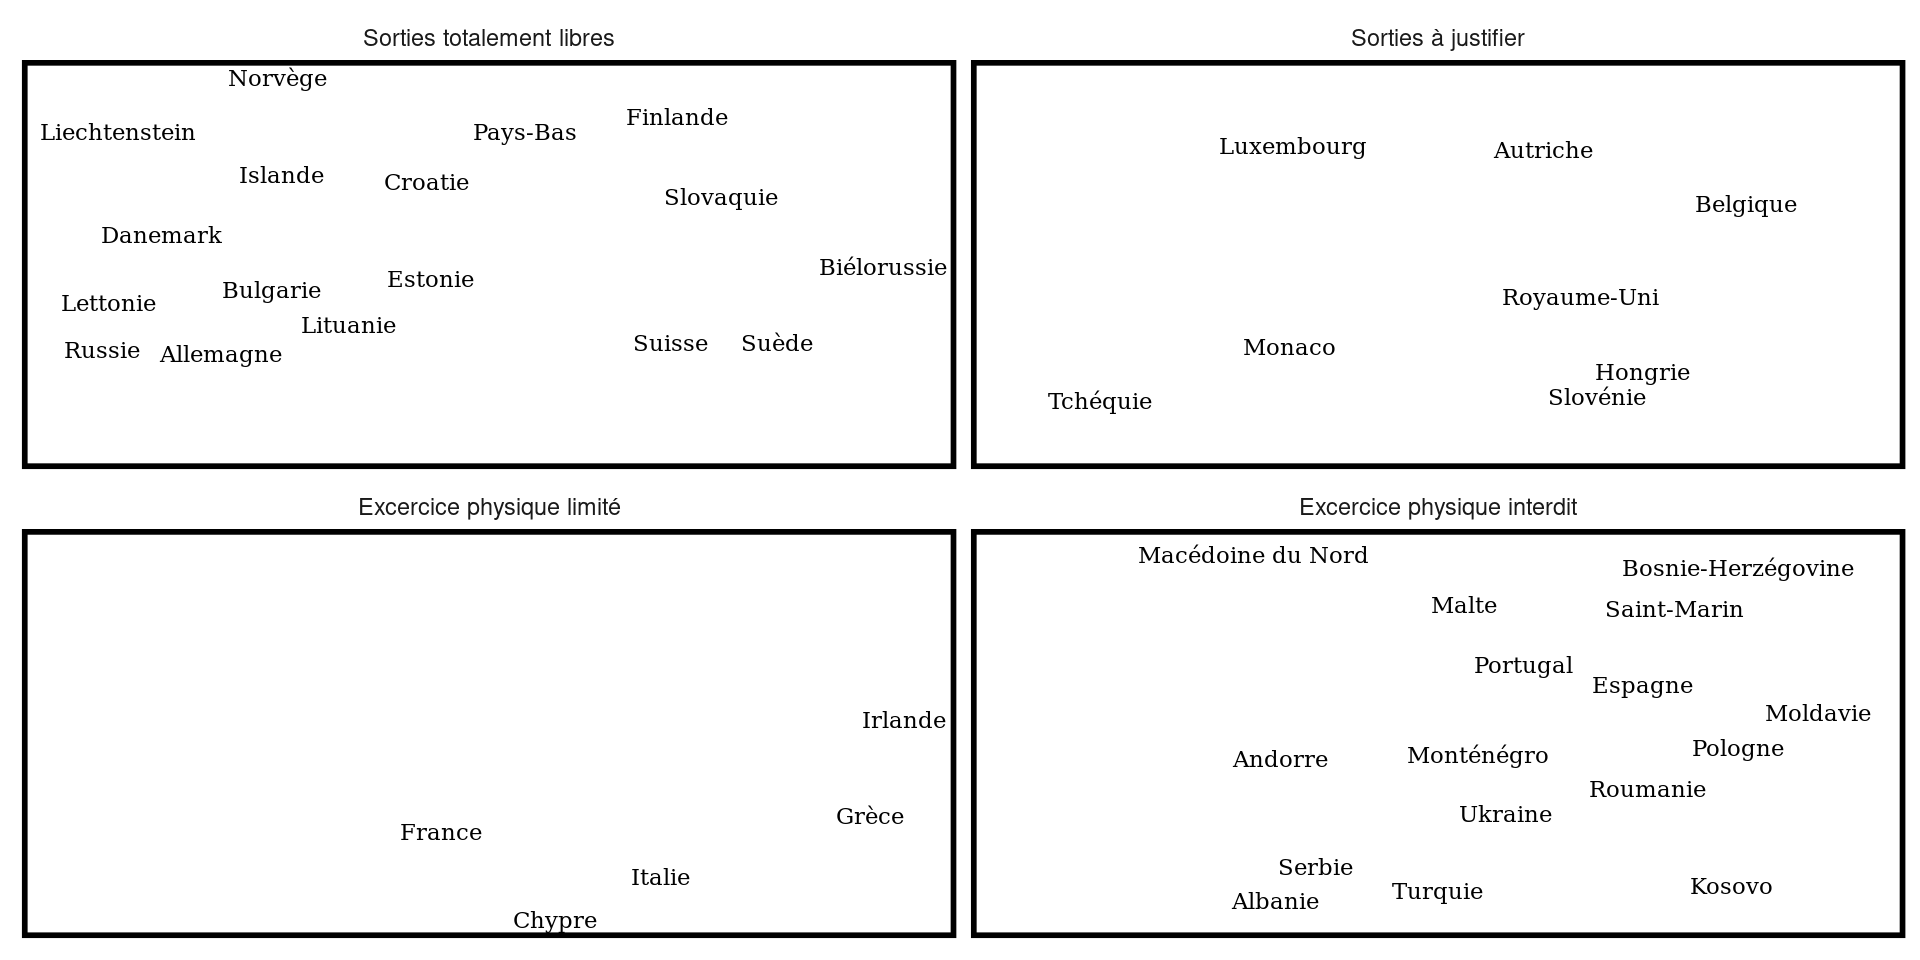 Sorties totalement libres
Norvège
Finlande
Liechtenstein
Pays-Bas
Islande
Croatie
Slovaquie
Danemark
Biélorussie
Estonie
Bulgarie
Lettonie
Lituanie
Suisse
Suède
Russie
Allemagne
Sorties à justifier
Luxembourg
Autriche
Belgique
Royaume-Uni
Monaco
Hongrie
Slovénie
Tchéquie
Excercice physique limité
Irlande
Grèce
France
Italie
Chypre
Excercice physique interdit
Macédoine du Nord
Bosnie-Herzégovine
Malte
Saint-Marin
Portugal
Espagne
Moldavie
Pologne
Monténégro
Andorre
Roumanie
Ukraine
Serbie
Kosovo
Turquie
Albanie